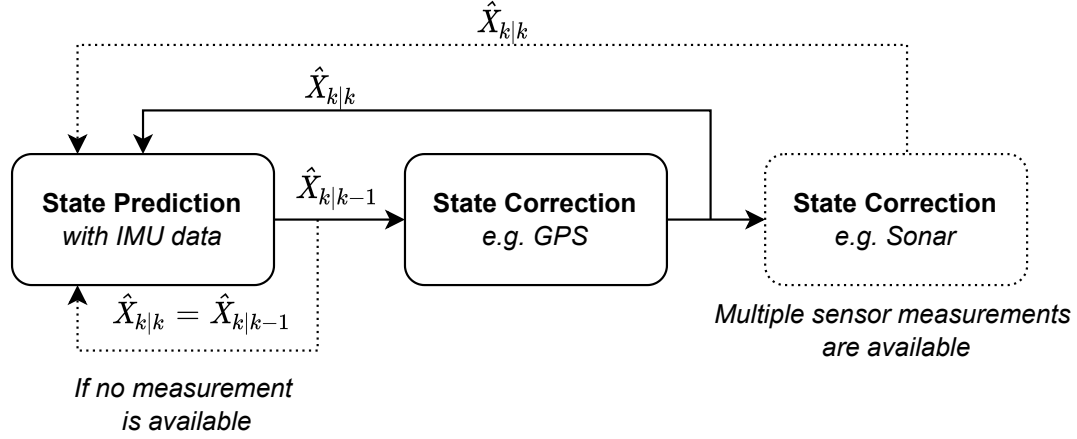 X̂ₖ|ₖ
X̂ₖ|ₖ
State Prediction
with IMU data
X̂ₖ|ₖ₋₁
State Correction
e.g. GPS
State Correction
e.g. Sonar
X̂ₖ|ₖ = X̂ₖ|ₖ₋₁
Multiple sensor measurements
are available
If no measurement
is available